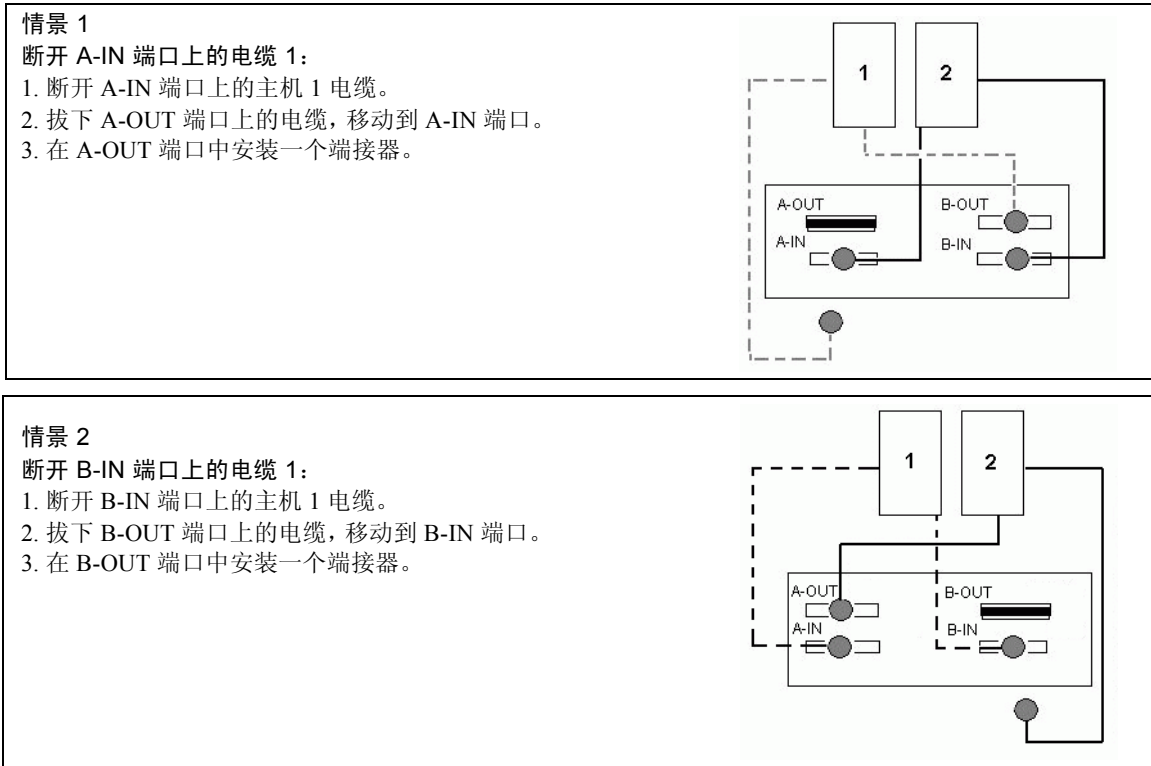 情景 1
断开 A-IN 端口上的电缆 1：
1. 断开 A-IN 端口上的主机 1 电缆。
2. 拔下 A-OUT 端口上的电缆，移动到 A-IN 端口。
3. 在 A-OUT 端口中安装一个端接器。
1
2
A-OUT
B-OUT
A-IN
B-IN
情景 2
断开 B-IN 端口上的电缆 1：
1. 断开 B-IN 端口上的主机 1 电缆。
2. 拔下 B-OUT 端口上的电缆，移动到 B-IN 端口。
3. 在 B-OUT 端口中安装一个端接器。
1
2
A-OUT
B-OUT
A-IN
B-IN